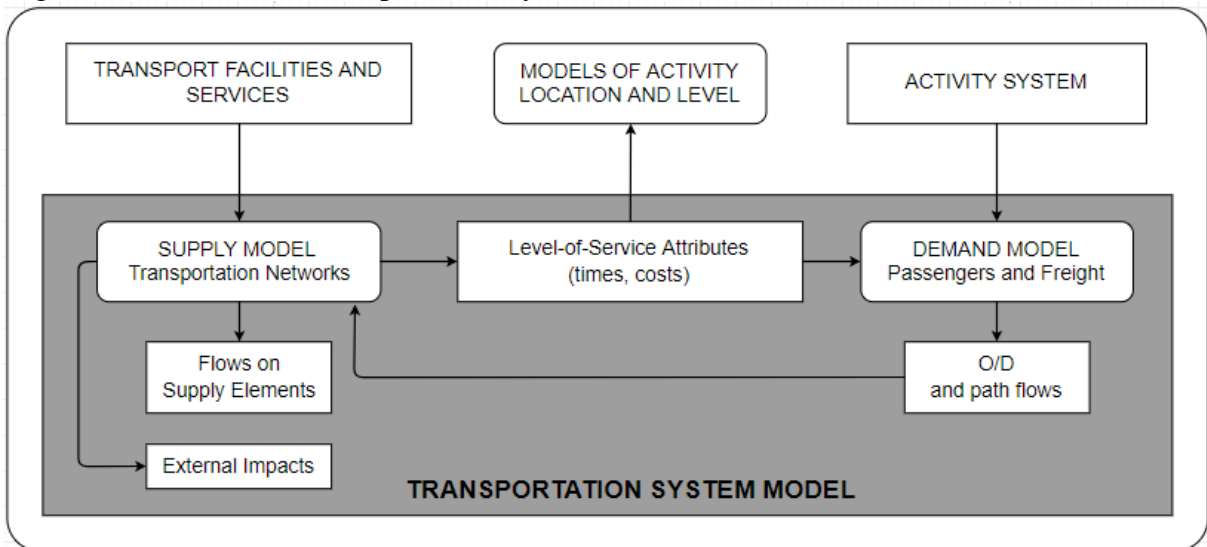 TRANSPORT FACILITIES AND
SERVICES
MODELS OF ACTIVITY
LOCATION AND LEVEL
ACTIVITY SYSTEM
SUPPLY MODEL
Transportation Networks
Level-of-Service Attributes
(times, costs)
DEMAND MODEL
Passengers and Freight
Flows on
Supply Elements
O/D
and path flows
External Impacts
TRANSPORTATION SYSTEM MODEL